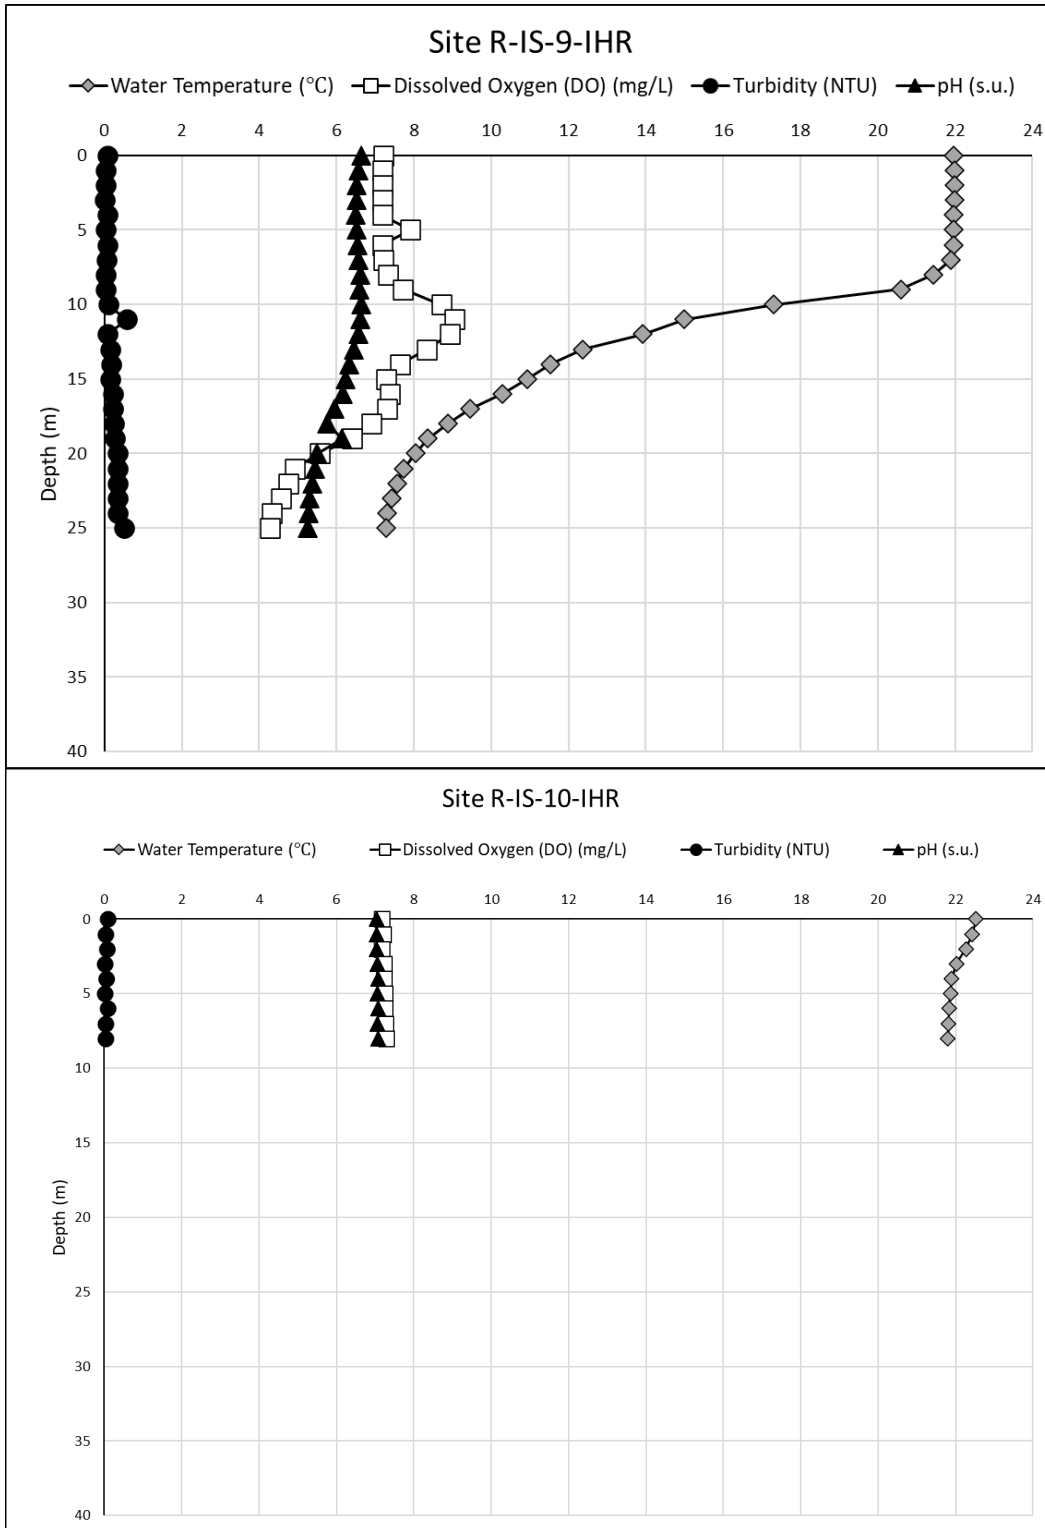 Site R-IS-9-IHR
Water Temperature (°C) Dissolved Oxygen (DO) (mg/L) Turbidity (NTU) pH (s.u.)
0 2 4 6 8 10 12 14 16 18 20 22 24
0
5
10
15
20
25
30
35
40
Depth (m)
Site R-IS-10-IHR
Water Temperature (°C) Dissolved Oxygen (DO) (mg/L) Turbidity (NTU) pH (s.u.)
0 2 4 6 8 10 12 14 16 18 20 22 24
0
5
10
15
20
25
30
35
40
Depth (m)